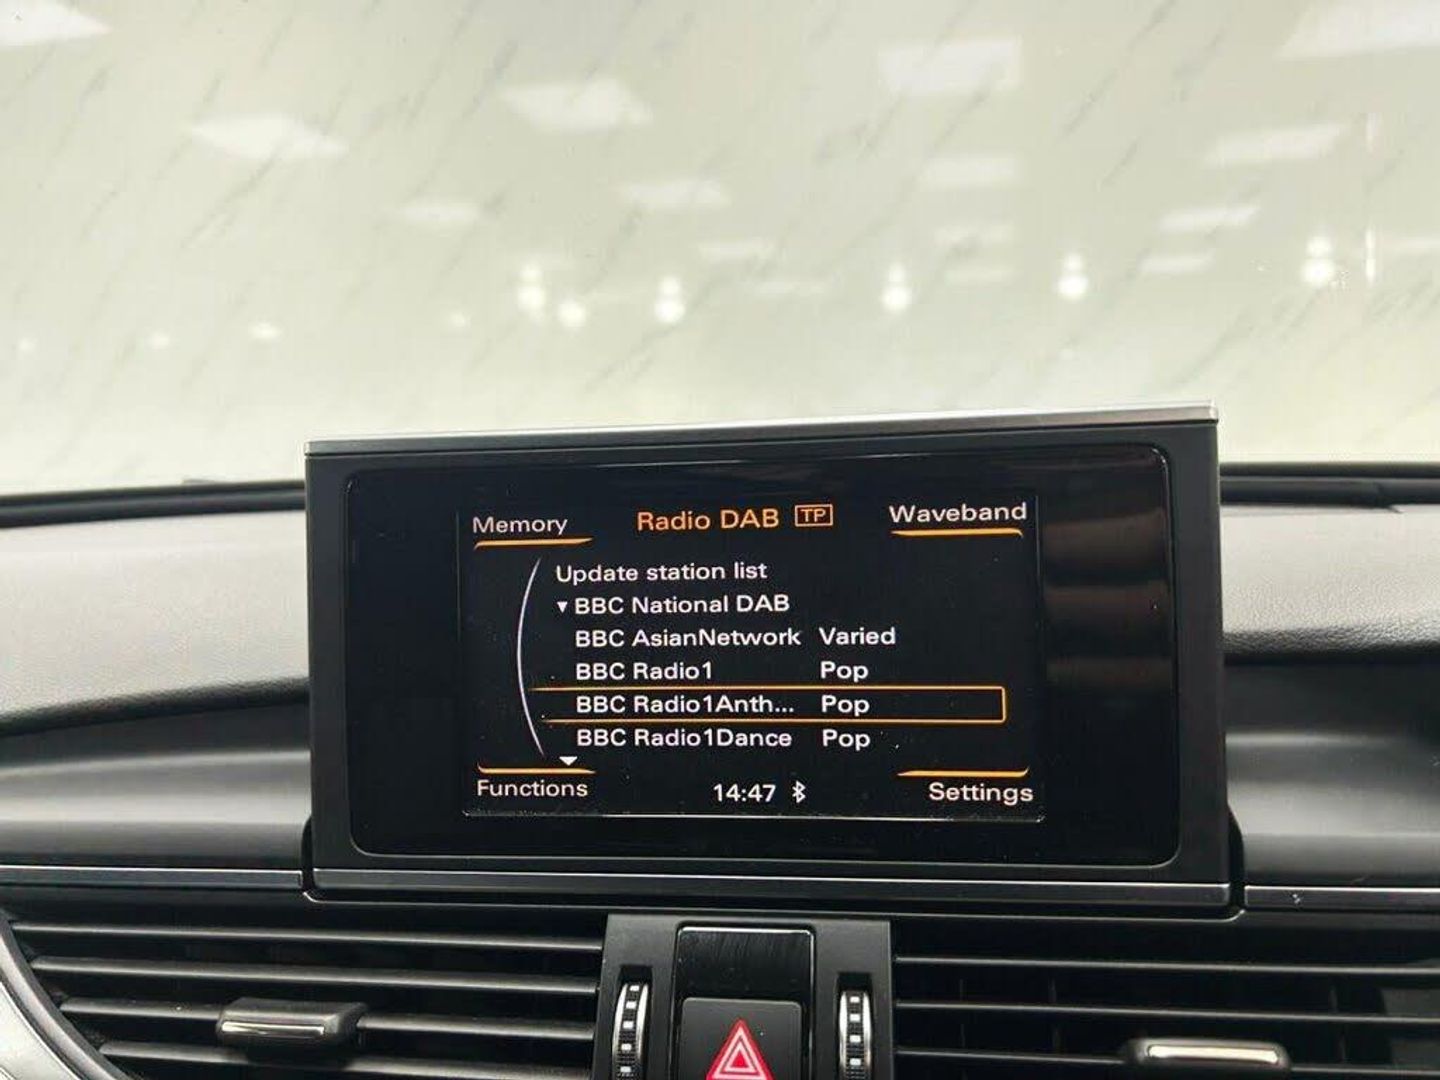 Memory Radio DAB TP Waveband
Update station list
▼ BBC National DAB
BBC AsianNetwork Varied
BBC Radio1 Pop
BBC Radio1Anth... Pop
BBC Radio1Dance Pop
Functions 14:47 Settings